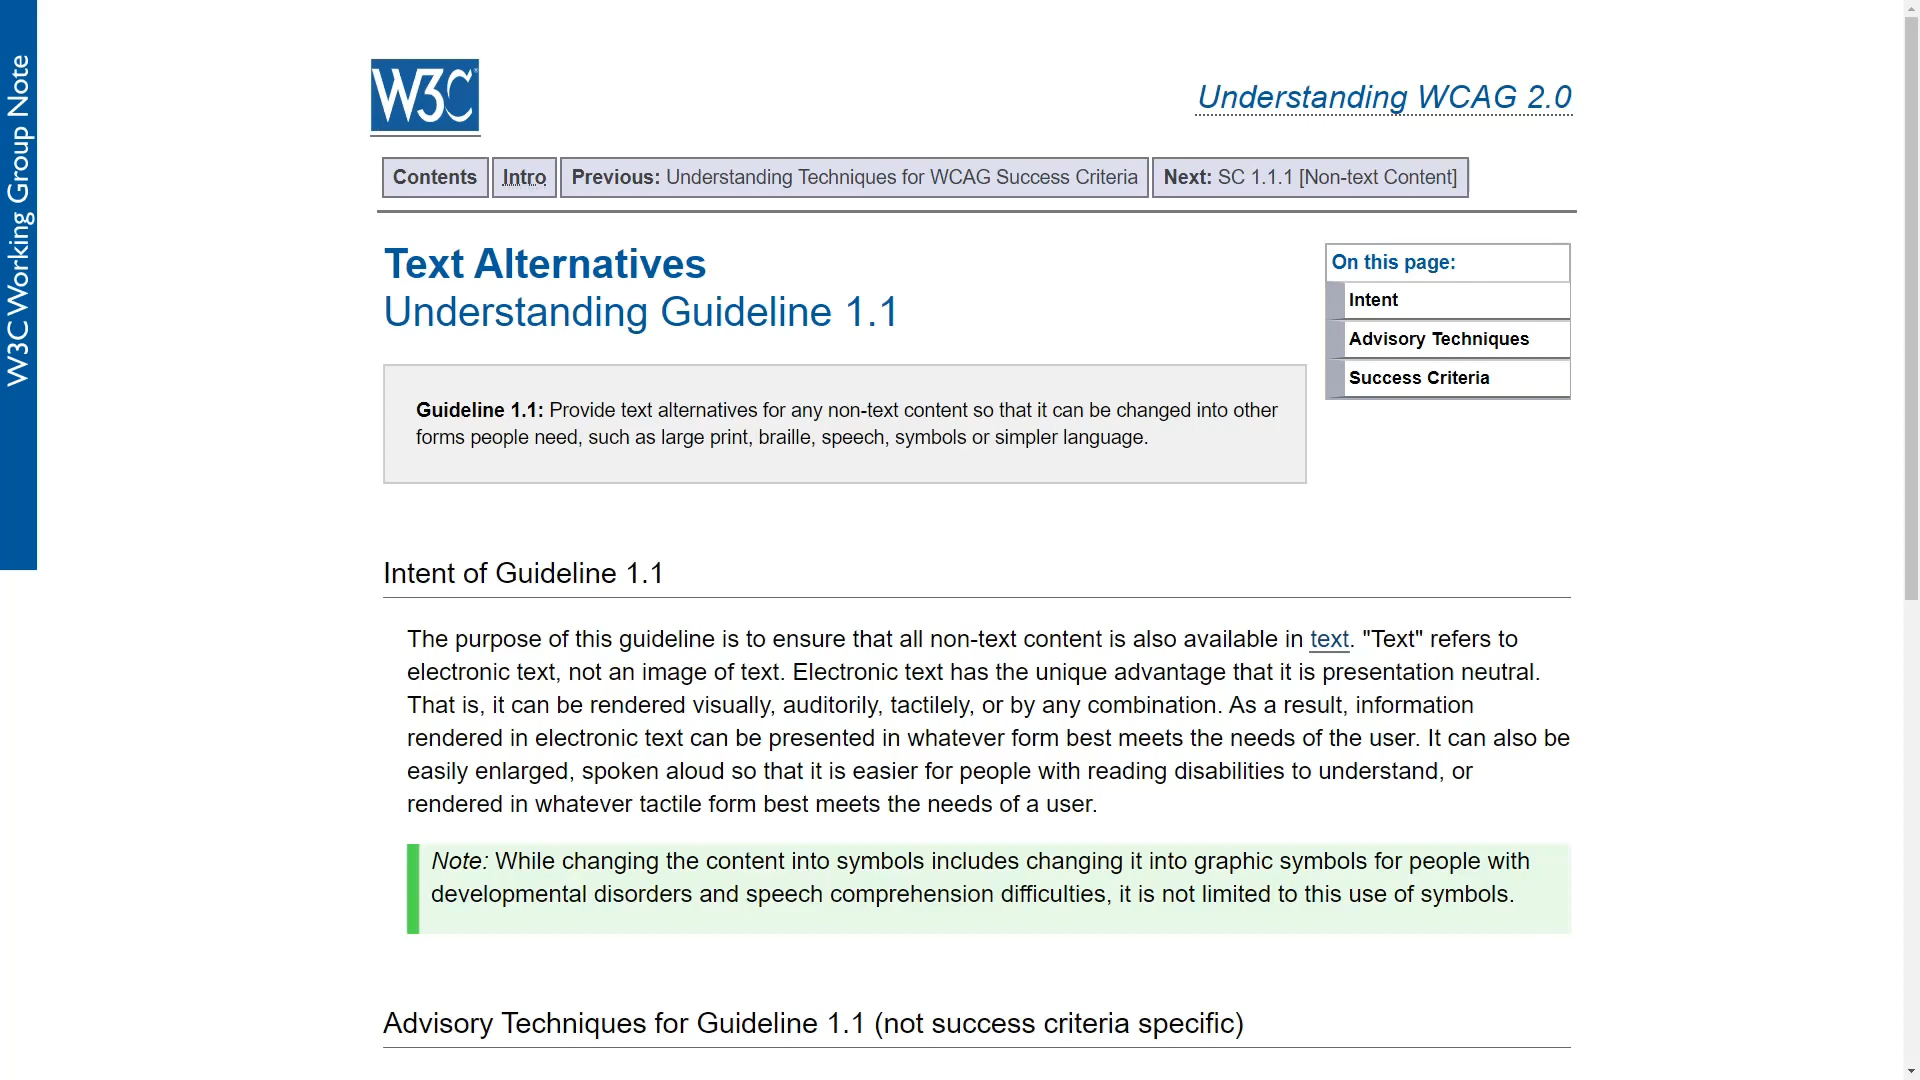 W3C Working Group Note
W3C
Understanding WCAG 2.0
Contents
Intro
Previous: Understanding Techniques for WCAG Success Criteria
Next: SC 1.1.1 [Non-text Content]
Text Alternatives
Understanding Guideline 1.1
On this page:
Intent
Advisory Techniques
Success Criteria
Guideline 1.1: Provide text alternatives for any non-text content so that it can be changed into other
forms people need, such as large print, braille, speech, symbols or simpler language.
Intent of Guideline 1.1
The purpose of this guideline is to ensure that all non-text content is also available in text. "Text" refers to
electronic text, not an image of text. Electronic text has the unique advantage that it is presentation neutral.
That is, it can be rendered visually, auditorily, tactilely, or by any combination. As a result, information
rendered in electronic text can be presented in whatever form best meets the needs of the user. It can also be
easily enlarged, spoken aloud so that it is easier for people with reading disabilities to understand, or
rendered in whatever tactile form best meets the needs of a user.
Note: While changing the content into symbols includes changing it into graphic symbols for people with
developmental disorders and speech comprehension difficulties, it is not limited to this use of symbols.
Advisory Techniques for Guideline 1.1 (not success criteria specific)